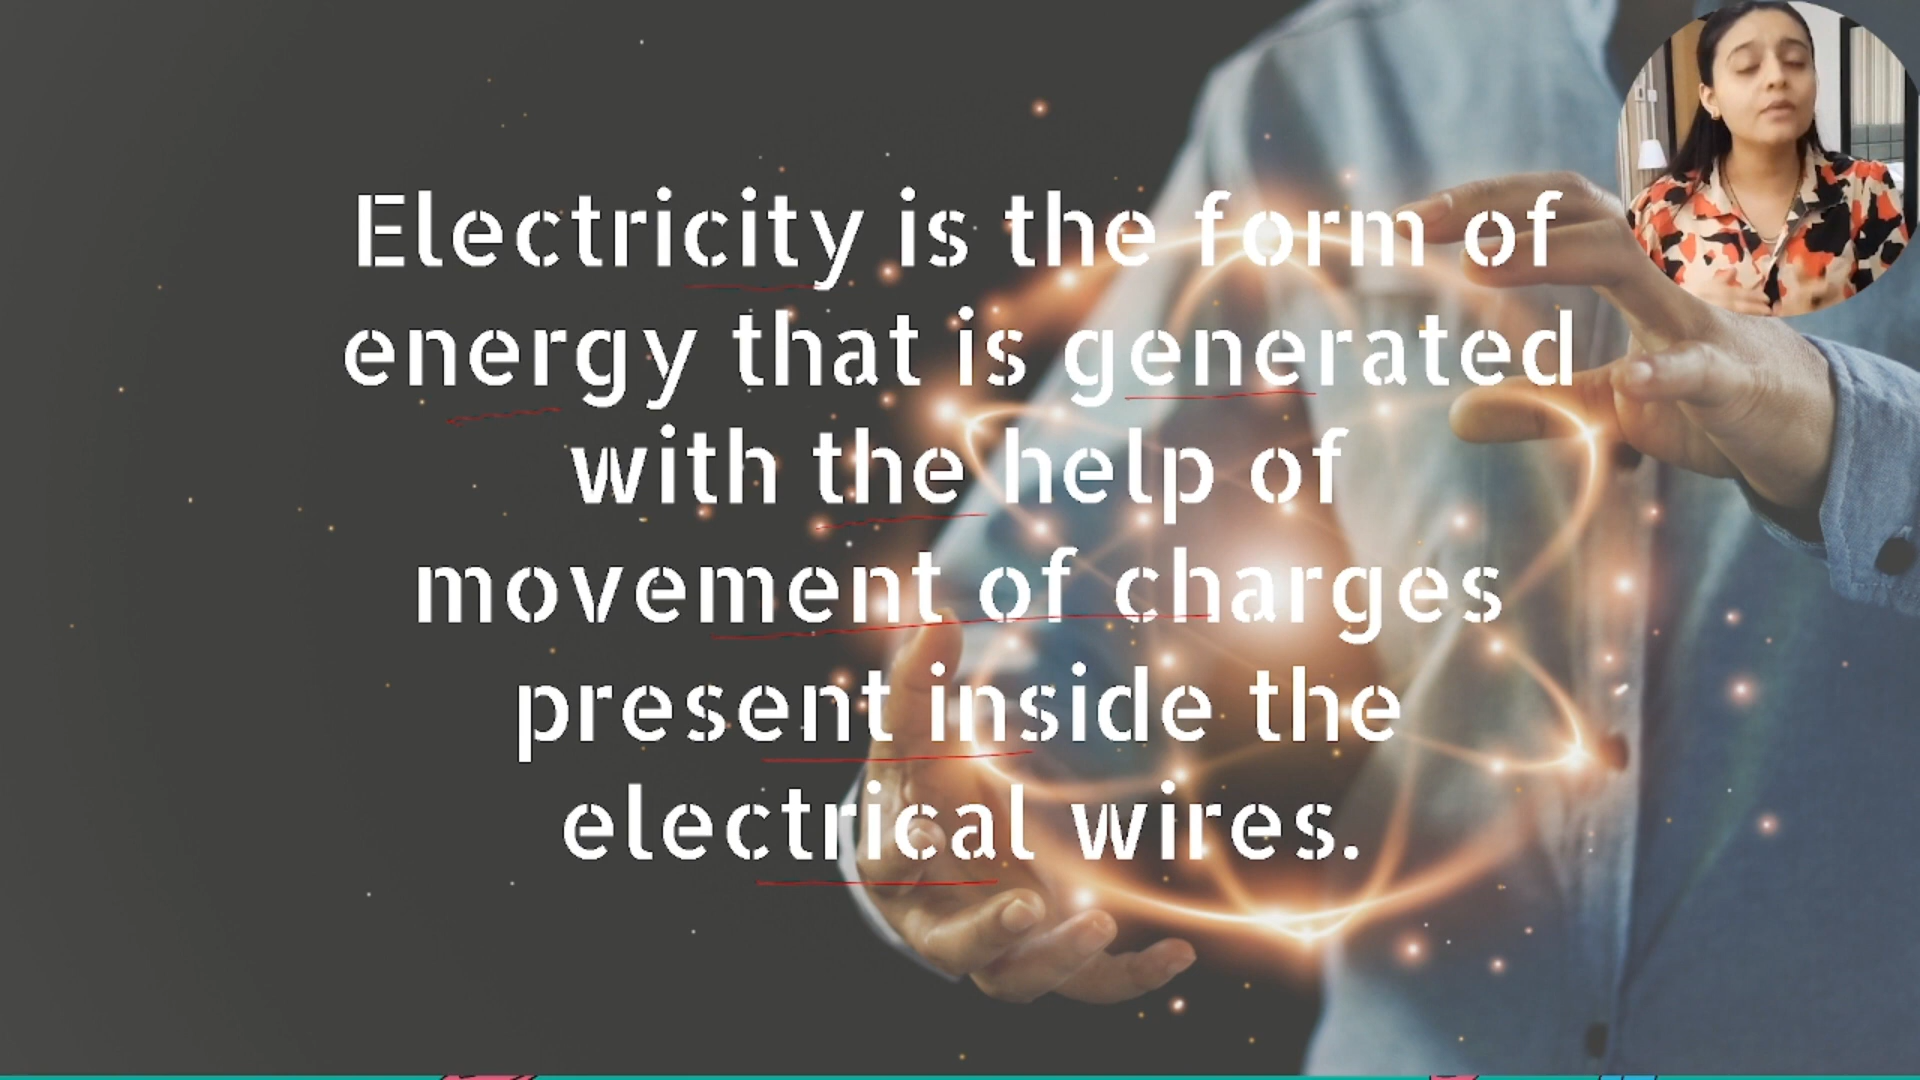 Electricity is the form of
energy that is generated
with the help of
movement of charges
present inside the
electrical wires.